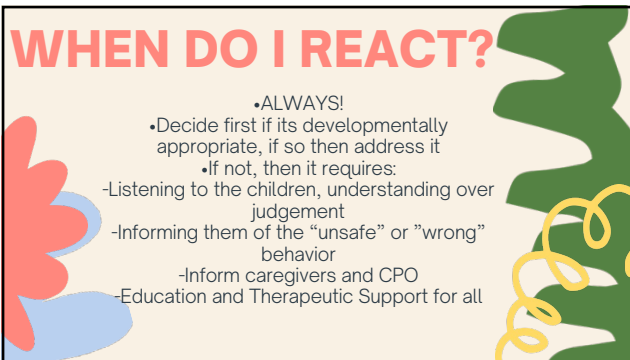 WHEN DO I REACT?
•ALWAYS!
•Decide first if its developmentally
appropriate, if so then address it
•If not, then it requires:
-Listening to the children, understanding over
judgement
-Informing them of the “unsafe” or ”wrong”
behavior
-Inform caregivers and CPO
-Education and Therapeutic Support for all